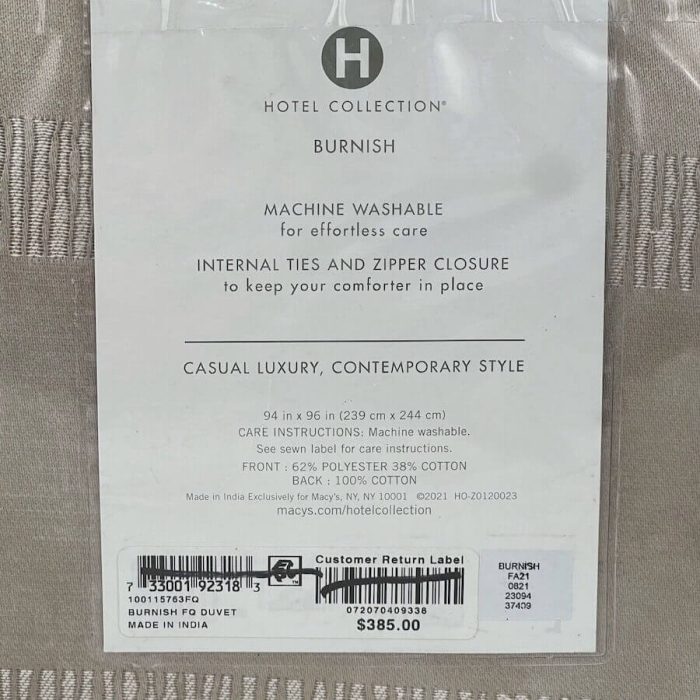 H
HOTEL COLLECTION®
BURNISH
MACHINE WASHABLE
for effortless care
INTERNAL TIES AND ZIPPER CLOSURE
to keep your comforter in place
CASUAL LUXURY, CONTEMPORARY STYLE
94 in x 96 in (239 cm x 244 cm)
CARE INSTRUCTIONS: Machine washable.
See sewn label for care instructions.
FRONT : 62% POLYESTER 38% COTTON
BACK : 100% COTTON
Made in India Exclusively for Macy's, NY, NY 10001 ©2021 HO-Z0120023
macys.com/hotelcollection
7 33001 92318 3
100115763FQ
BURNISH FQ DUVET
MADE IN INDIA
Customer Return Label
072070409338
$385.00
BURNISH
FA21
0821
23094
37409